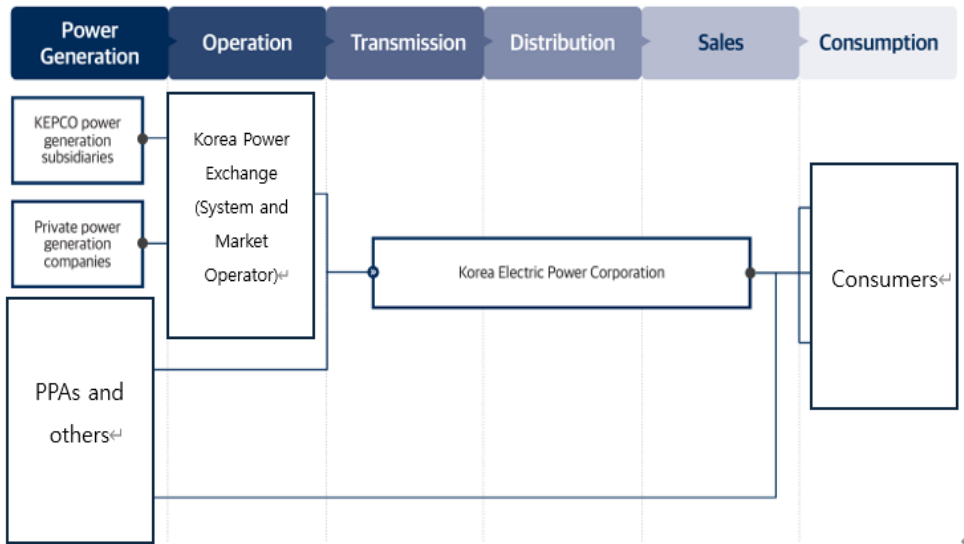 Power
Generation
Operation
Transmission
Distribution
Sales
Consumption
KEPCO power
generation
subsidiaries
Private power
generation
companies
PPAs and
others↵
Korea Power
Exchange
(System and
Market
Operator)↵
Korea Electric Power Corporation
Consumers↵